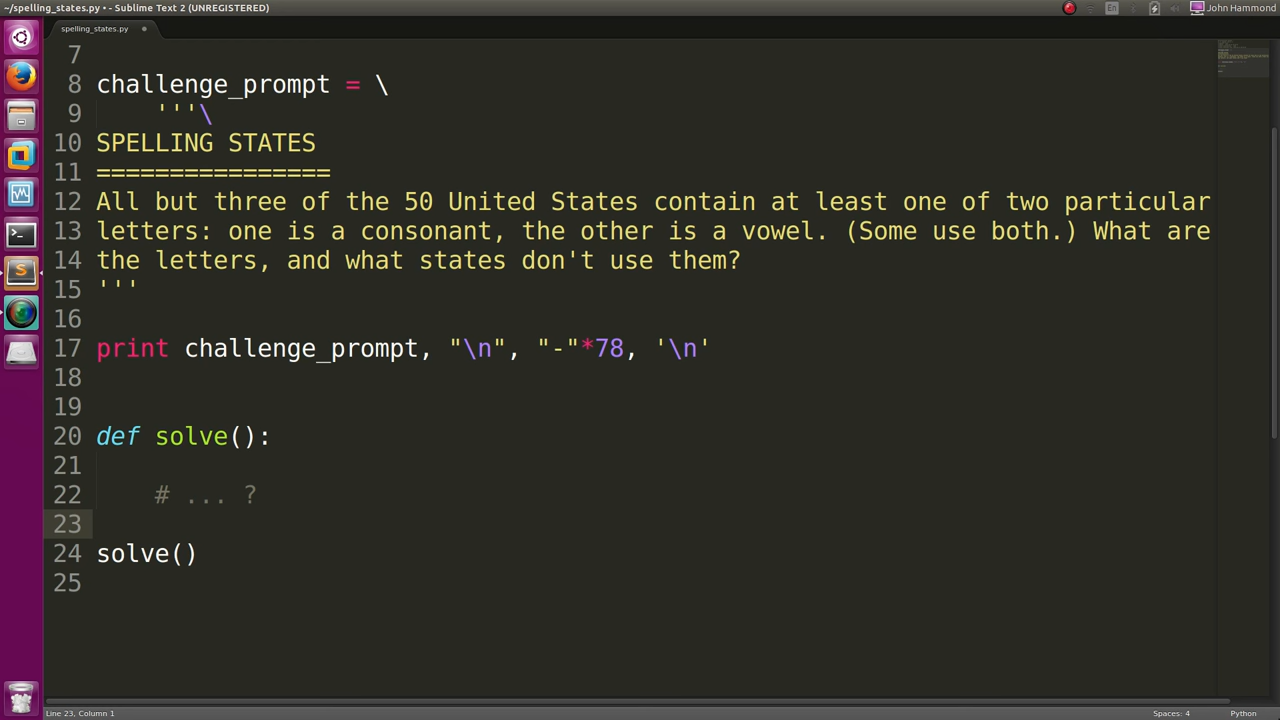 ~/spelling_states.py • - Sublime Text 2 (UNREGISTERED)
En
John Hammond
spelling_states.py
7
8 challenge_prompt = \
9 '''\
10 SPELLING STATES
11 ================
12 All but three of the 50 United States contain at least one of two particular
13 letters: one is a consonant, the other is a vowel. (Some use both.) What are
14 the letters, and what states don't use them?
15 '''
16
17 print challenge_prompt, "\n", "-"*78, '\n'
18
19
20 def solve():
21
22 # ... ?
23
24 solve()
25
Line 23, Column 1
Spaces: 4
Python